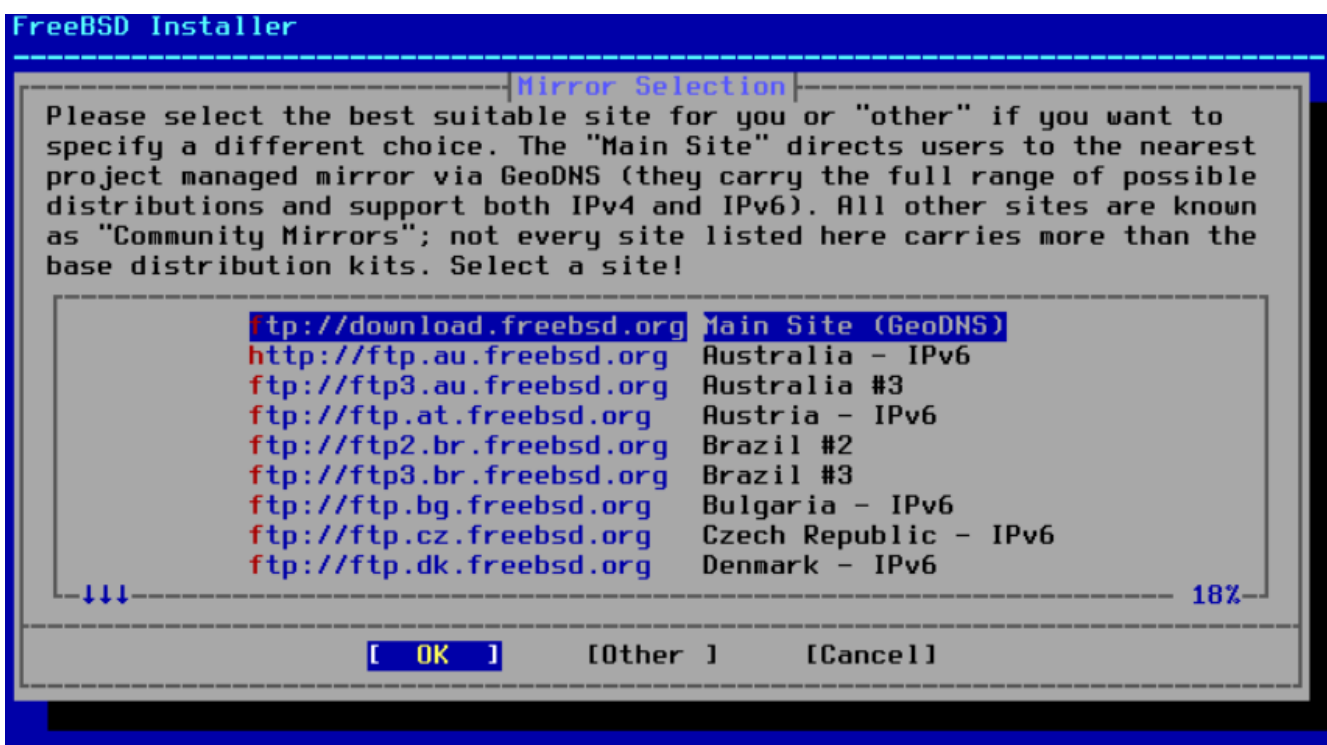 FreeBSD Installer
Mirror Selection
Please select the best suitable site for you or "other" if you want to
specify a different choice. The "Main Site" directs users to the nearest
project managed mirror via GeoDNS (they carry the full range of possible
distributions and support both IPv4 and IPv6). All other sites are known
as "Community Mirrors"; not every site listed here carries more than the
base distribution kits. Select a site!
ftp://download.freebsd.org Main Site (GeoDNS)
http://ftp.au.freebsd.org Australia - IPv6
ftp://ftp3.au.freebsd.org Australia #3
ftp://ftp.at.freebsd.org Austria - IPv6
ftp://ftp2.br.freebsd.org Brazil #2
ftp://ftp3.br.freebsd.org Brazil #3
ftp://ftp.bg.freebsd.org Bulgaria - IPv6
ftp://ftp.cz.freebsd.org Czech Republic - IPv6
ftp://ftp.dk.freebsd.org Denmark - IPv6
↓↓↓ 18%
[ OK ] [Other ] [Cancel]